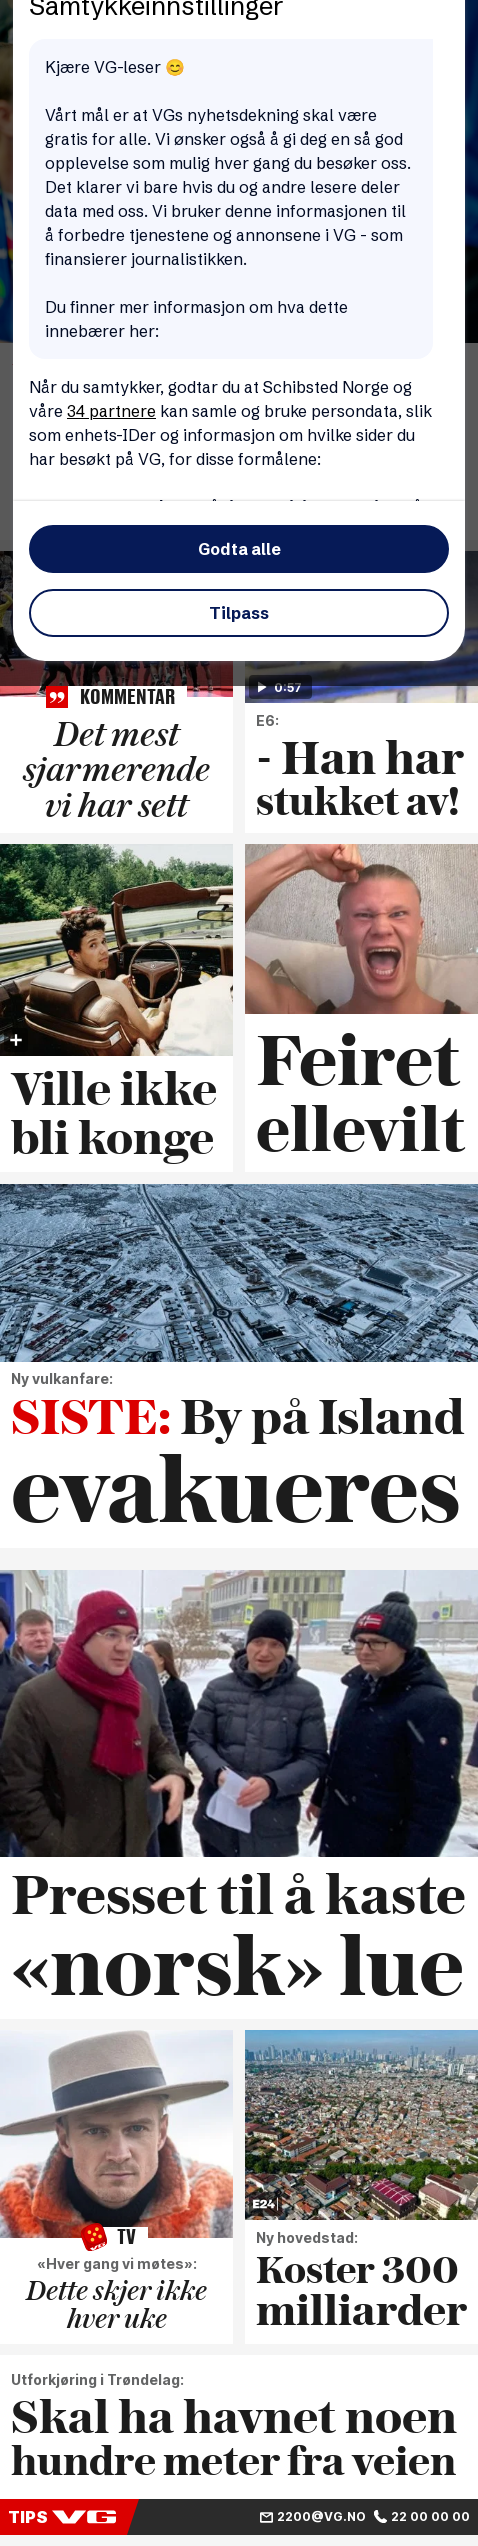 Samtykkeinnstillinger
Kjære VG-leser 😊
Vårt mål er at VGs nyhetsdekning skal være
gratis for alle. Vi ønsker også å gi deg en så god
opplevelse som mulig hver gang du besøker oss.
Det klarer vi bare hvis du og andre lesere deler
data med oss. Vi bruker denne informasjonen til
å forbedre tjenestene og annonsene i VG - som
finansierer journalistikken.
Du finner mer informasjon om hva dette
innebærer her:
Når du samtykker, godtar du at Schibsted Norge og
våre 34 partnere kan samle og bruke persondata, slik
som enhets-IDer og informasjon om hvilke sider du
har besøkt på VG, for disse formålene:
Godta alle
Tilpass
KOMMENTAR
Det mest
sjarmerende
vi har sett
0:57
E6:
- Han har
stukket av!
Ville ikke
bli konge
Feiret
ellevilt
Ny vulkanfare:
SISTE: By på Island
evakueres
Presset til å kaste
«norsk» lue
TV
«Hver gang vi møtes»:
Dette skjer ikke
hver uke
E24
Ny hovedstad:
Koster 300
milliarder
Utforkjøring i Trøndelag:
Skal ha havnet noen
hundre meter fra veien
TIPS VG 2200@VG.NO 22 00 00 00